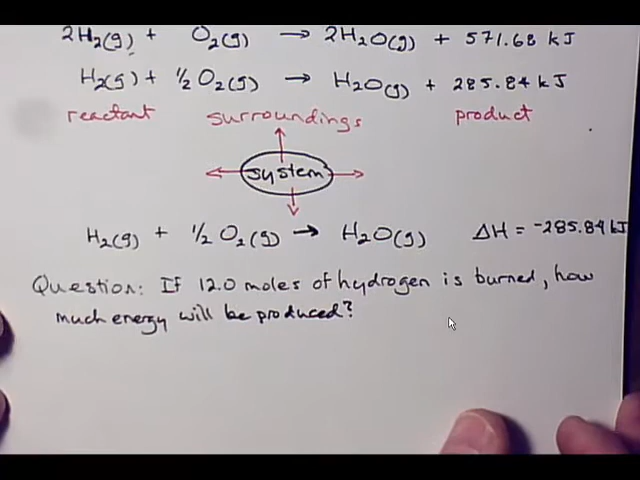 2H₂(g) + O₂(g) → 2H₂O(g) + 571.68 kJ
H₂(g) + ½ O₂(g) → H₂O(g) + 285.84 kJ
reactant surroundings product
system
H₂(g) + ½ O₂(g) → H₂O(g) ΔH = -285.84 kJ
Question: If 12.0 moles of hydrogen is burned, how
much energy will be produced?